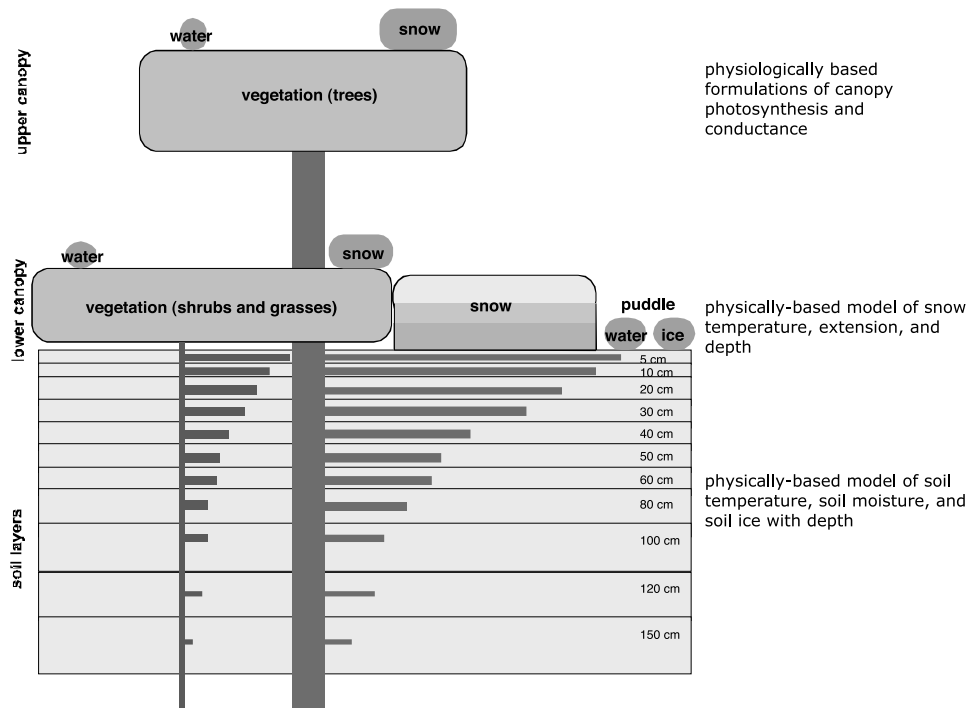 upper canopy
water
snow
vegetation (trees)
physiologically based
formulations of canopy
photosynthesis and
conductance
lower canopy
water
snow
vegetation (shrubs and grasses)
snow
puddle
water
ice
physically-based model of snow
temperature, extension, and
depth
soil layers
5 cm
10 cm
20 cm
30 cm
40 cm
50 cm
60 cm
80 cm
100 cm
120 cm
150 cm
physically-based model of soil
temperature, soil moisture, and
soil ice with depth